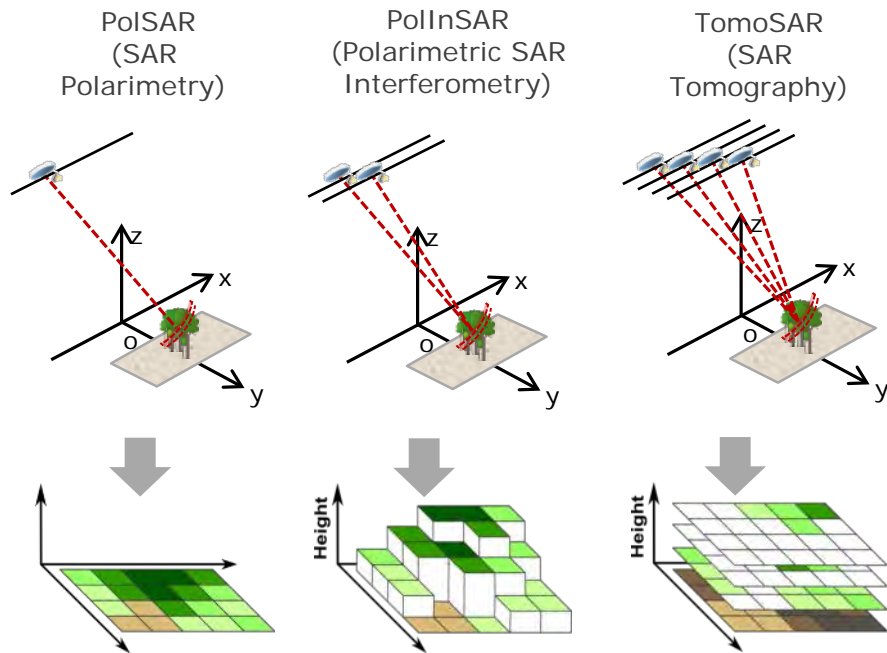 PolSAR
(SAR
Polarimetry)
PolInSAR
(Polarimetric SAR
Interferometry)
TomoSAR
(SAR
Tomography)
z
x
o
y
z
x
o
y
z
x
o
y
Height
Height